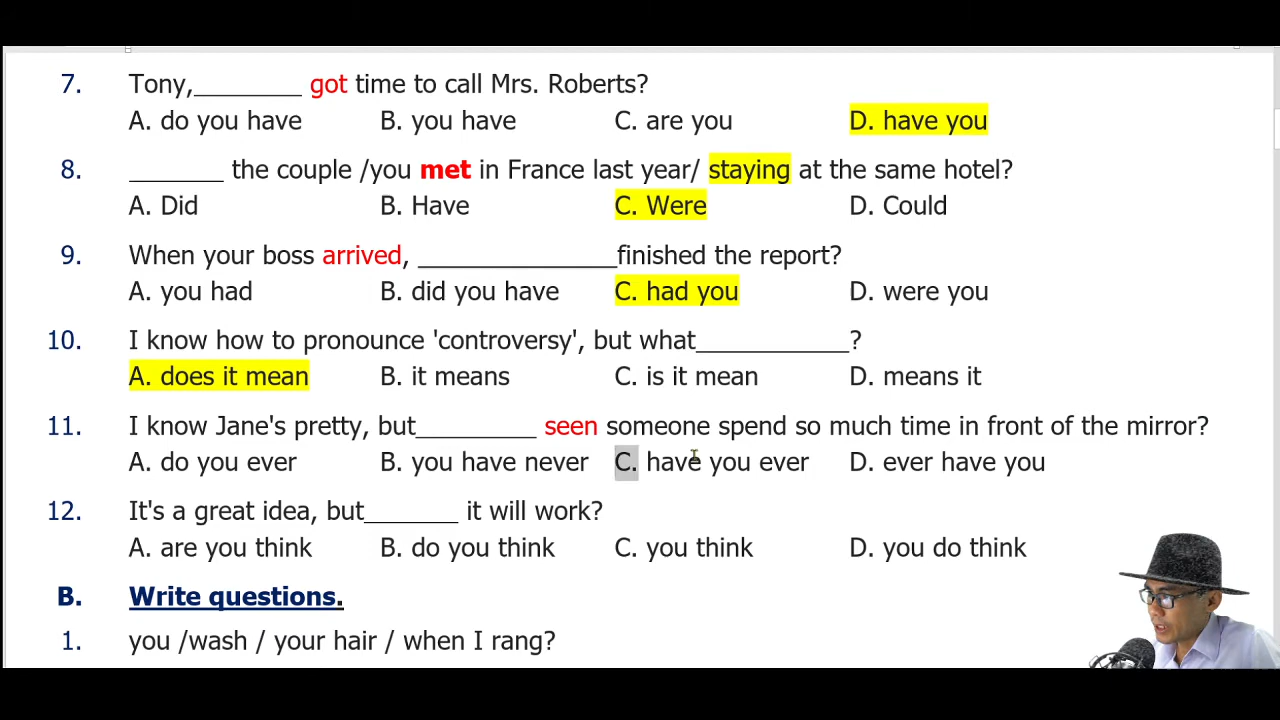 7. Tony,________ got time to call Mrs. Roberts?
A. do you have B. you have C. are you D. have you
8. _______ the couple /you met in France last year/ staying at the same hotel?
A. Did B. Have C. Were D. Could
9. When your boss arrived, _______________finished the report?
A. you had B. did you have C. had you D. were you
10. I know how to pronounce 'controversy', but what____________?
A. does it mean B. it means C. is it mean D. means it
11. I know Jane's pretty, but_________ seen someone spend so much time in front of the mirror?
A. do you ever B. you have never C. have you ever D. ever have you
12. It's a great idea, but_______ it will work?
A. are you think B. do you think C. you think D. you do think
B. Write questions.
1. you /wash / your hair / when I rang?